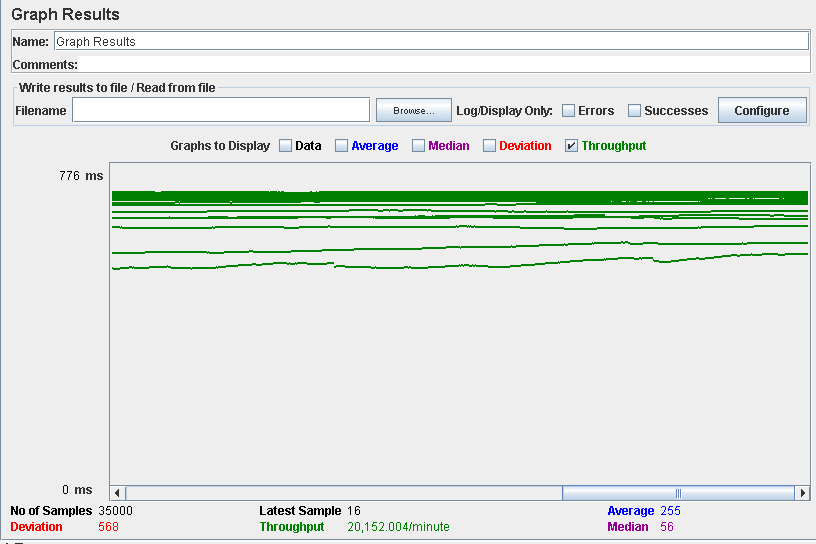 Graph Results
Name: Graph Results
Comments:
Write results to file / Read from file
Filename Browse... Log/Display Only: Errors Successes Configure
Graphs to Display Data Average Median Deviation Throughput
776 ms
0 ms
No of Samples 35000 Latest Sample 16 Average 255
Deviation 568 Throughput 20,152.004/minute Median 56